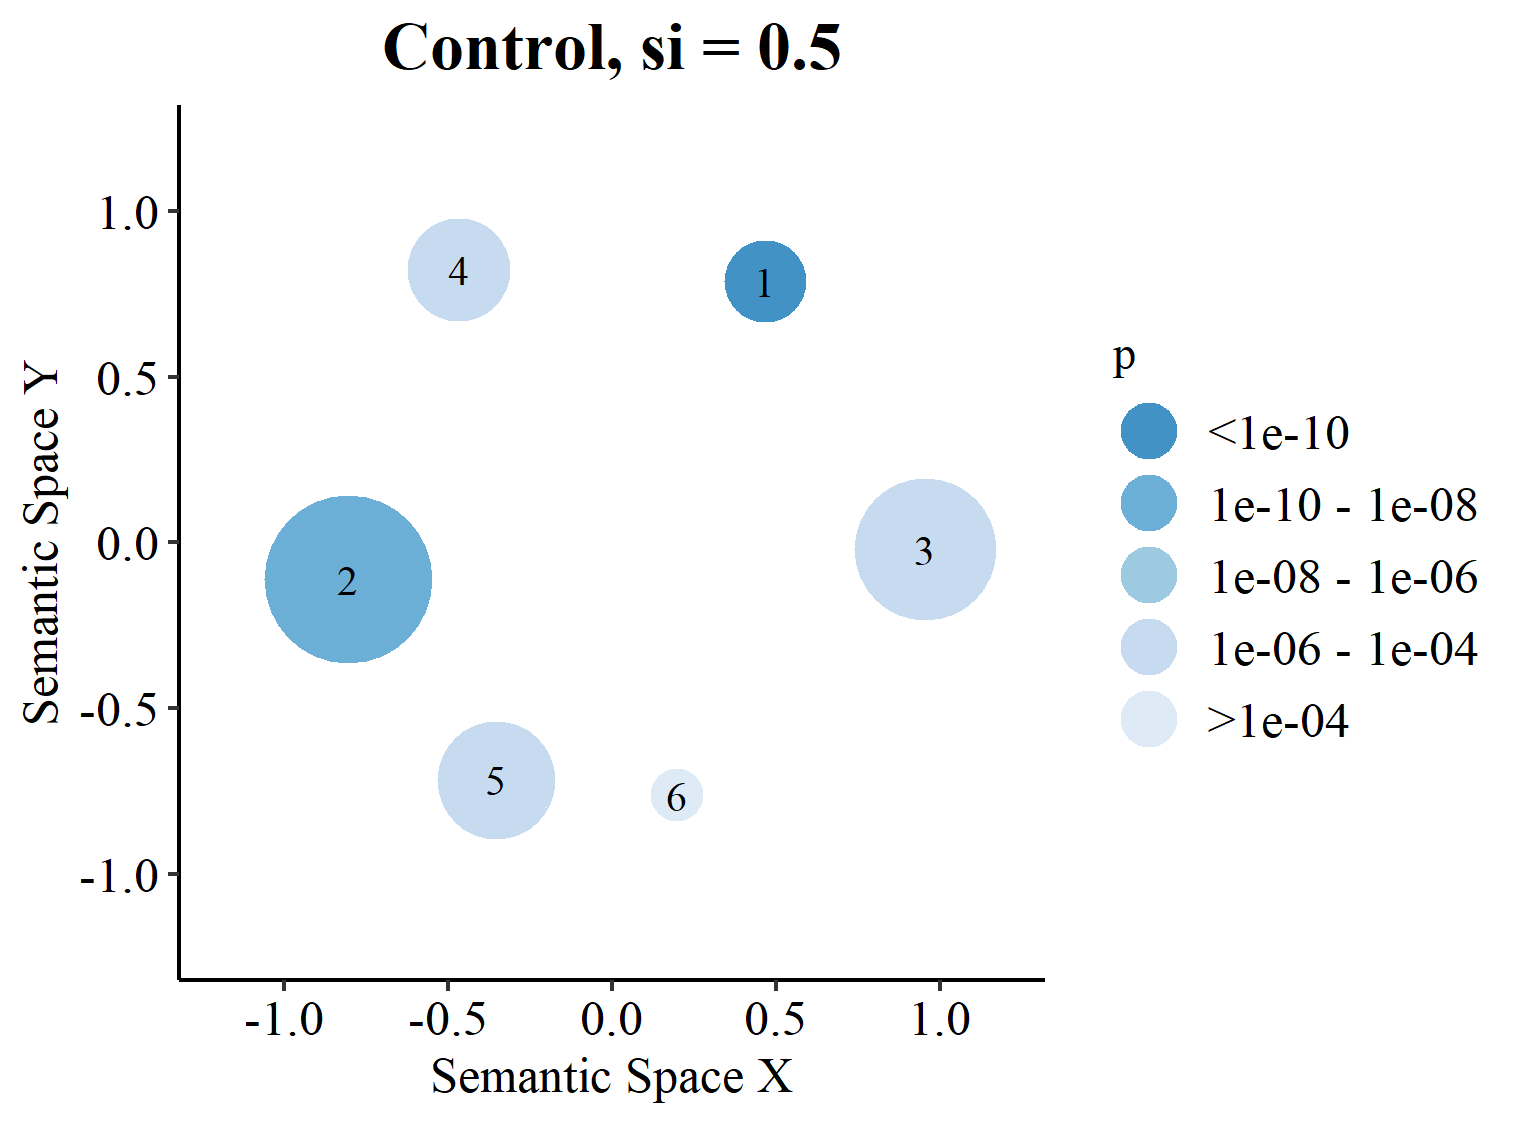 Control, si = 0.5
Semantic Space Y
1.0
0.5
0.0
-0.5
-1.0
4
1
2
3
5
6
-1.0 -0.5 0.0 0.5 1.0
Semantic Space X
p
<1e-10
1e-10 - 1e-08
1e-08 - 1e-06
1e-06 - 1e-04
>1e-04